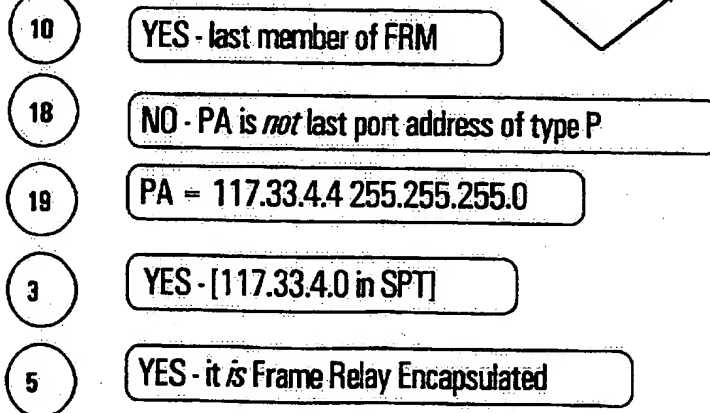 10 YES - last member of FRM
18 NO - PA is not last port address of type P
19 PA = 117.33.4.4 255.255.255.0
3 YES - [117.33.4.0 in SPT]
5 YES - it is Frame Relay Encapsulated